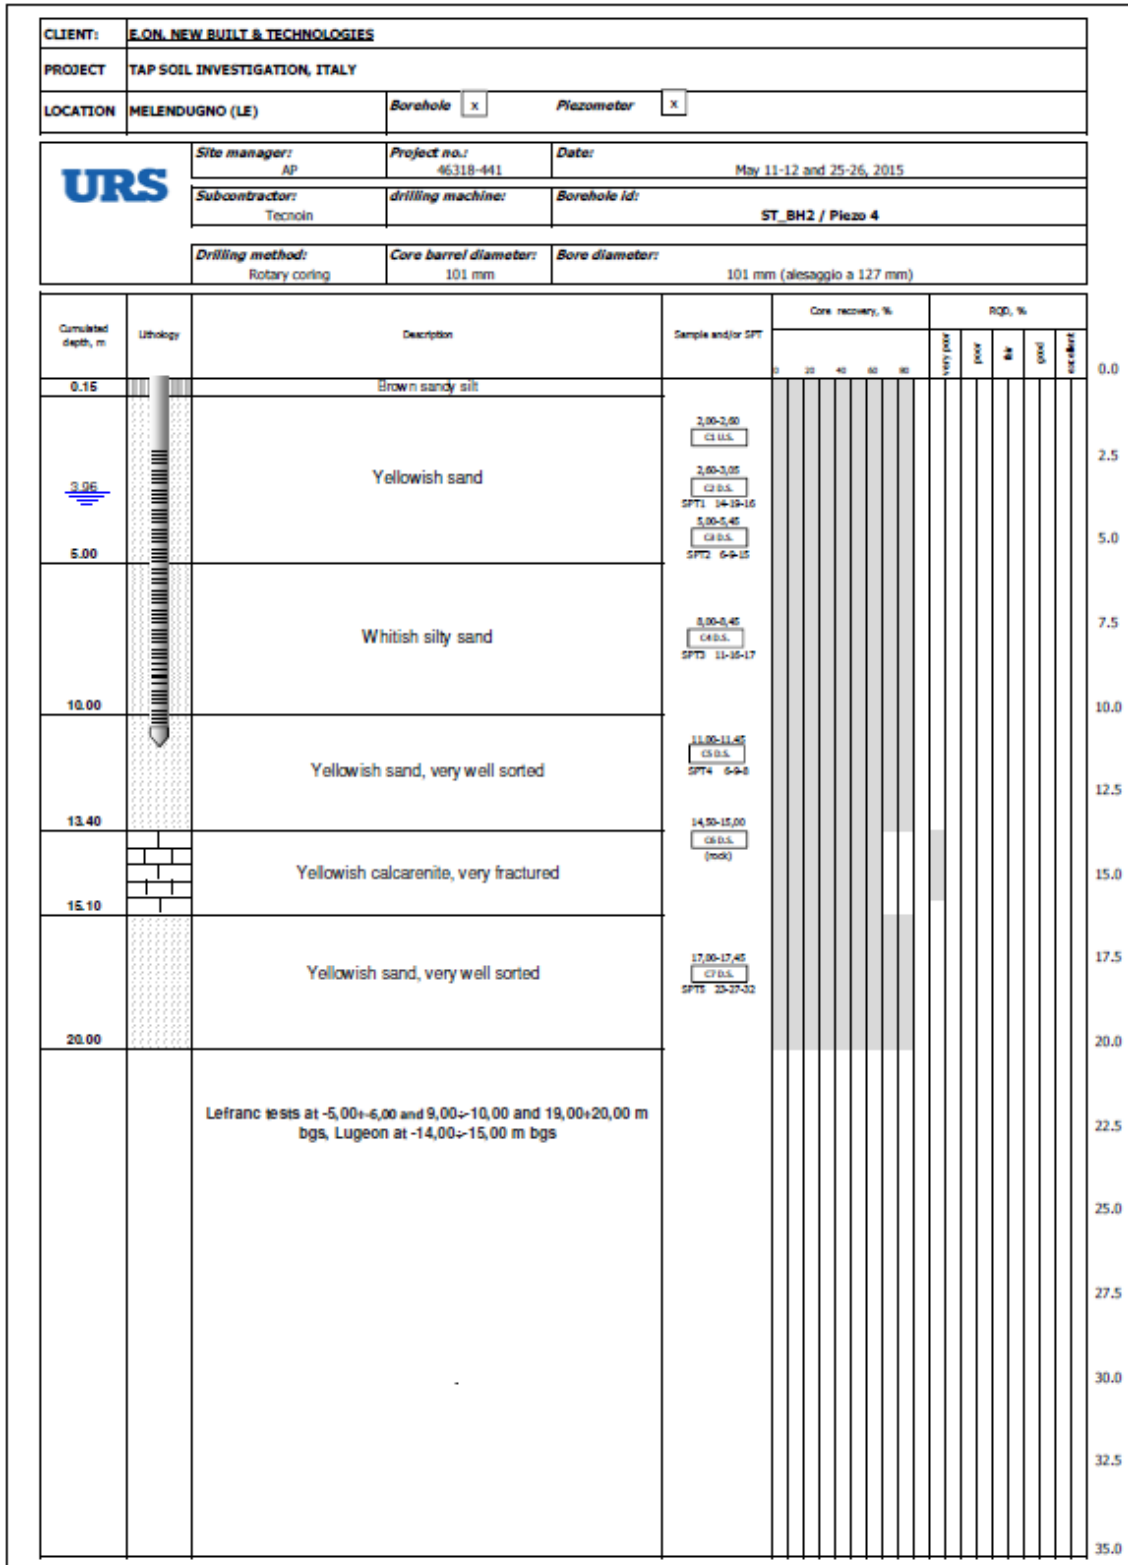 CLIENT: E.ON. NEW BUILT & TECHNOLOGIES
PROJECT TAP SOIL INVESTIGATION, ITALY
LOCATION MELENDUGNO (LE) Borehole x Piezometer x
URS
Site manager: Project no.: Date:
AP 46318-441 May 11-12 and 25-26, 2015
Subcontractor: drilling machine: Borehole id:
Tecnoin ST_BH2 / Piezo 4
Drilling method: Core barrel diameter: Bore diameter:
Rotary coring 101 mm 101 mm (alesaggio a 127 mm)
Cumulated depth, m Lithology Description Sample and/or SPT Core recovery, % RQD, %
0 20 40 60 80 very poor poor fair good excellent 0.0
0.15 Brown sandy silt
2,00-2,60
C1 U.S.
2.5
2,60-3,05
Yellowish sand
3.96 C2 D.S.
SPT1 14-19-16
5,00-5,45
C3 D.S. 5.0
5.00 SPT2 6-9-15
8,00-8,45 7.5
Whitish silty sand C4 D.S.
SPT3 11-16-17
10.00 10.0
11.00-11.45
C5 D.S.
Yellowish sand, very well sorted SPT4 6-9-8
12.5
13.40 14,50-15,00
C6 D.S.
(rock)
Yellowish calcarenite, very fractured 15.0
15.10
17,00-17,45 17.5
Yellowish sand, very well sorted C7 D.S.
SPT5 23-27-32
20.00 20.0
Lefranc tests at -5,00÷-6,00 and 9,00÷-10,00 and 19,00÷20,00 m
bgs, Lugeon at -14,00÷-15,00 m bgs
22.5
25.0
27.5
30.0
32.5
35.0